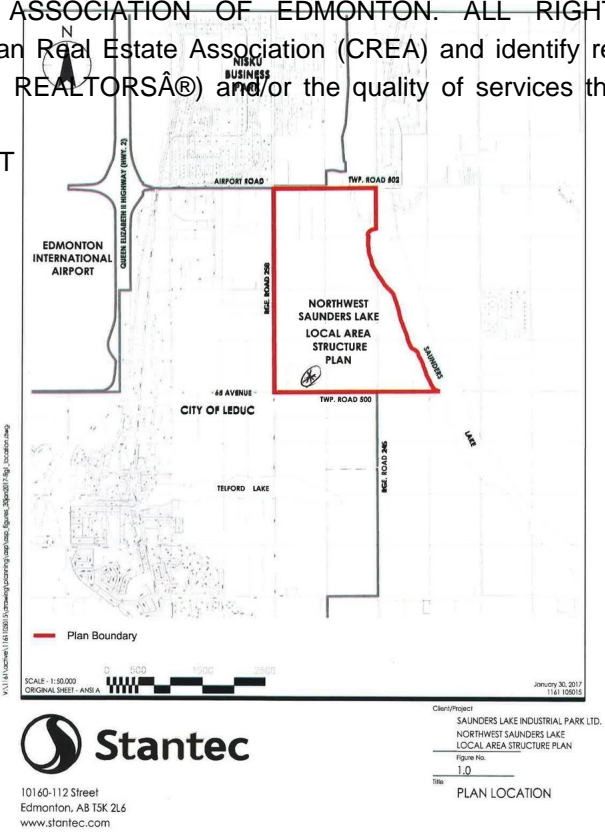 ASSOCIATION OF EDMONTON. ALL RIGHT
an Real Estate Association (CREA) and identify re
REALTORSÂ®) and/or the quality of services th
T
N
NISKU
BUSINESS
PARK
QUEEN ELIZABETH II HIGHWAY (HWY. 2)
AIRPORT ROAD
TWP. ROAD 502
EDMONTON
INTERNATIONAL
AIRPORT
RGE. ROAD 250
NORTHWEST
SAUNDERS LAKE
LOCAL AREA
STRUCTURE
PLAN
SAUNDERS
LAKE
65 AVENUE
TWP. ROAD 500
CITY OF LEDUC
RGE. ROAD 245
TELFORD LAKE
Plan Boundary
SCALE - 1:50,000
ORIGINAL SHEET - ANSI A
0 500 1500 2500
January 30, 2017
1161 105015
Stantec
10160-112 Street
Edmonton, AB T5K 2L6
www.stantec.com
Client/Project
SAUNDERS LAKE INDUSTRIAL PARK LTD.
NORTHWEST SAUNDERS LAKE
LOCAL AREA STRUCTURE PLAN
Figure No.
1.0
Title
PLAN LOCATION